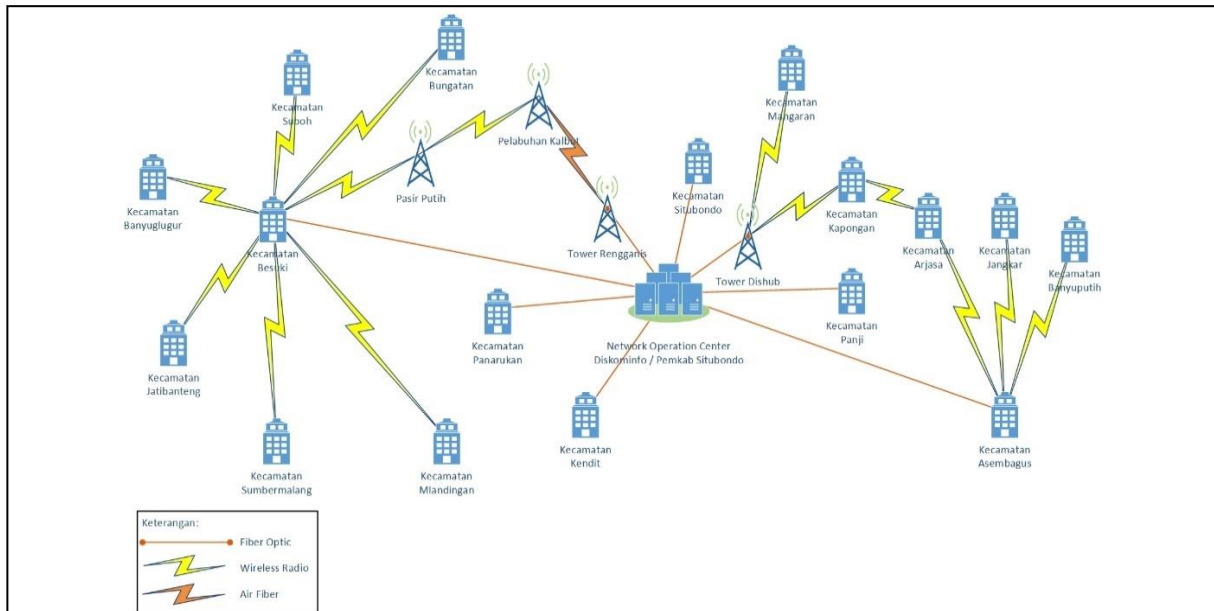 Kecamatan
Bungatan
Kecamatan
Suboh
Kecamatan
Mangaran
Pelabuhan Kalbut
Kecamatan
Banyuglugur
Pasir Putih
Kecamatan
Situbondo
Kecamatan
Kapongan
Kecamatan
Arjasa
Kecamatan
Jangkar
Kecamatan
Banyuputih
Kecamatan
Besuki
Tower Rengganis
Tower Dishub
Kecamatan
Panarukan
Network Operation Center
Diskominfo / Pemkab Situbondo
Kecamatan
Panji
Kecamatan
Jatibanteng
Kecamatan
Kendit
Kecamatan
Asembagus
Kecamatan
Sumbermalang
Kecamatan
Mlandingan
Keterangan:
Fiber Optic
Wireless Radio
Air Fiber